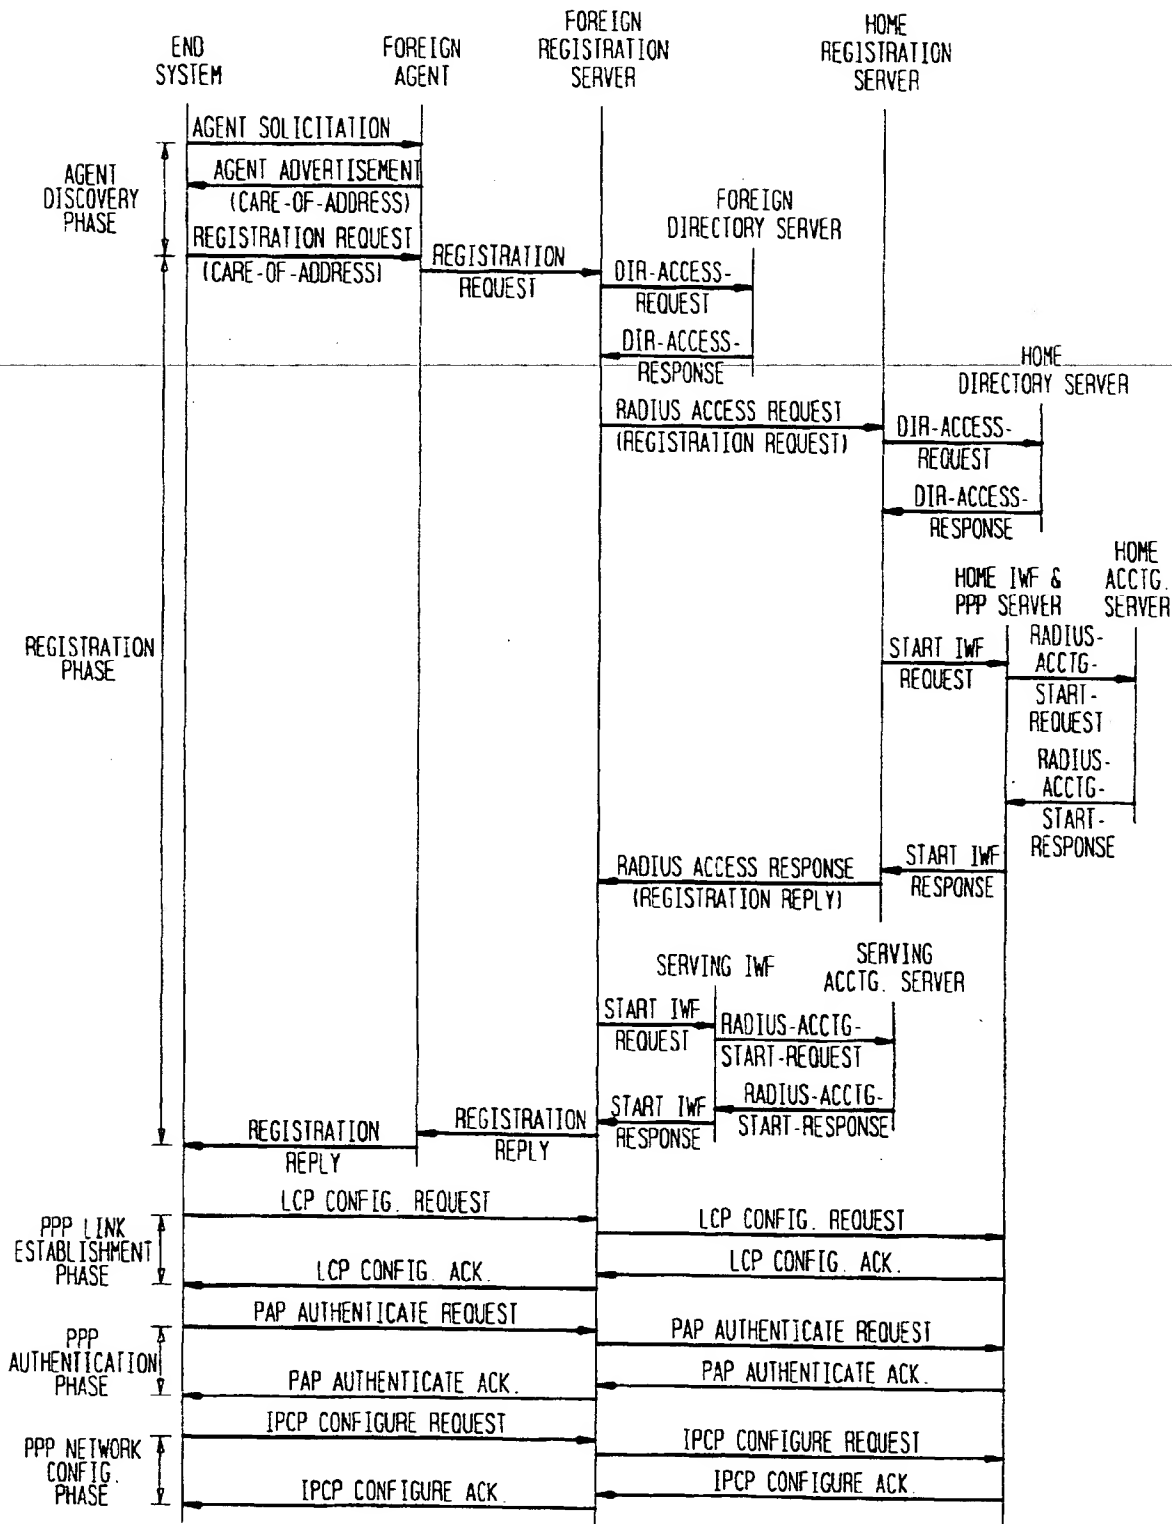 END
SYSTEM
FOREIGN
AGENT
FOREIGN
REGISTRATION
SERVER
HOME
REGISTRATION
SERVER
AGENT SOLICITATION
AGENT
DISCOVERY
PHASE
AGENT ADVERTISEMENT
(CARE-OF-ADDRESS)
FOREIGN
DIRECTORY SERVER
REGISTRATION REQUEST
(CARE-OF-ADDRESS)
REGISTRATION
REQUEST
DIR-ACCESS-
REQUEST
DIR-ACCESS-
RESPONSE
HOME
DIRECTORY SERVER
RADIUS ACCESS REQUEST
(REGISTRATION REQUEST)
DIR-ACCESS-
REQUEST
DIR-ACCESS-
RESPONSE
HOME IWF &
PPP SERVER
HOME
ACCTG.
SERVER
REGISTRATION
PHASE
START IWF
REQUEST
RADIUS-
ACCTG-
START-
REQUEST
RADIUS-
ACCTG-
START-
RESPONSE
START IWF
RESPONSE
RADIUS ACCESS RESPONSE
(REGISTRATION REPLY)
SERVING IWF
SERVING
ACCTG. SERVER
START IWF
REQUEST
RADIUS-ACCTG-
START-REQUEST
RADIUS-ACCTG-
START-RESPONSE
START IWF
RESPONSE
REGISTRATION
REPLY
REGISTRATION
REPLY
LCP CONFIG. REQUEST
LCP CONFIG. REQUEST
PPP LINK
ESTABLISHMENT
PHASE
LCP CONFIG. ACK.
LCP CONFIG. ACK.
PAP AUTHENTICATE REQUEST
PAP AUTHENTICATE REQUEST
PPP
AUTHENTICATION
PHASE
PAP AUTHENTICATE ACK.
PAP AUTHENTICATE ACK.
IPCP CONFIGURE REQUEST
IPCP CONFIGURE REQUEST
PPP NETWORK
CONFIG.
PHASE
IPCP CONFIGURE ACK.
IPCP CONFIGURE ACK.